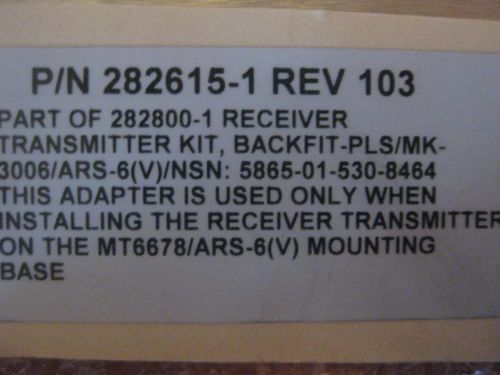 P/N 282615-1 REV 103
PART OF 282800-1 RECEIVER
TRANSMITTER KIT, BACKFIT-PLS/MK-
3006/ARS-6(V)/NSN: 5865-01-530-8464
THIS ADAPTER IS USED ONLY WHEN
INSTALLING THE RECEIVER TRANSMITTER
ON THE MT6678/ARS-6(V) MOUNTING
BASE